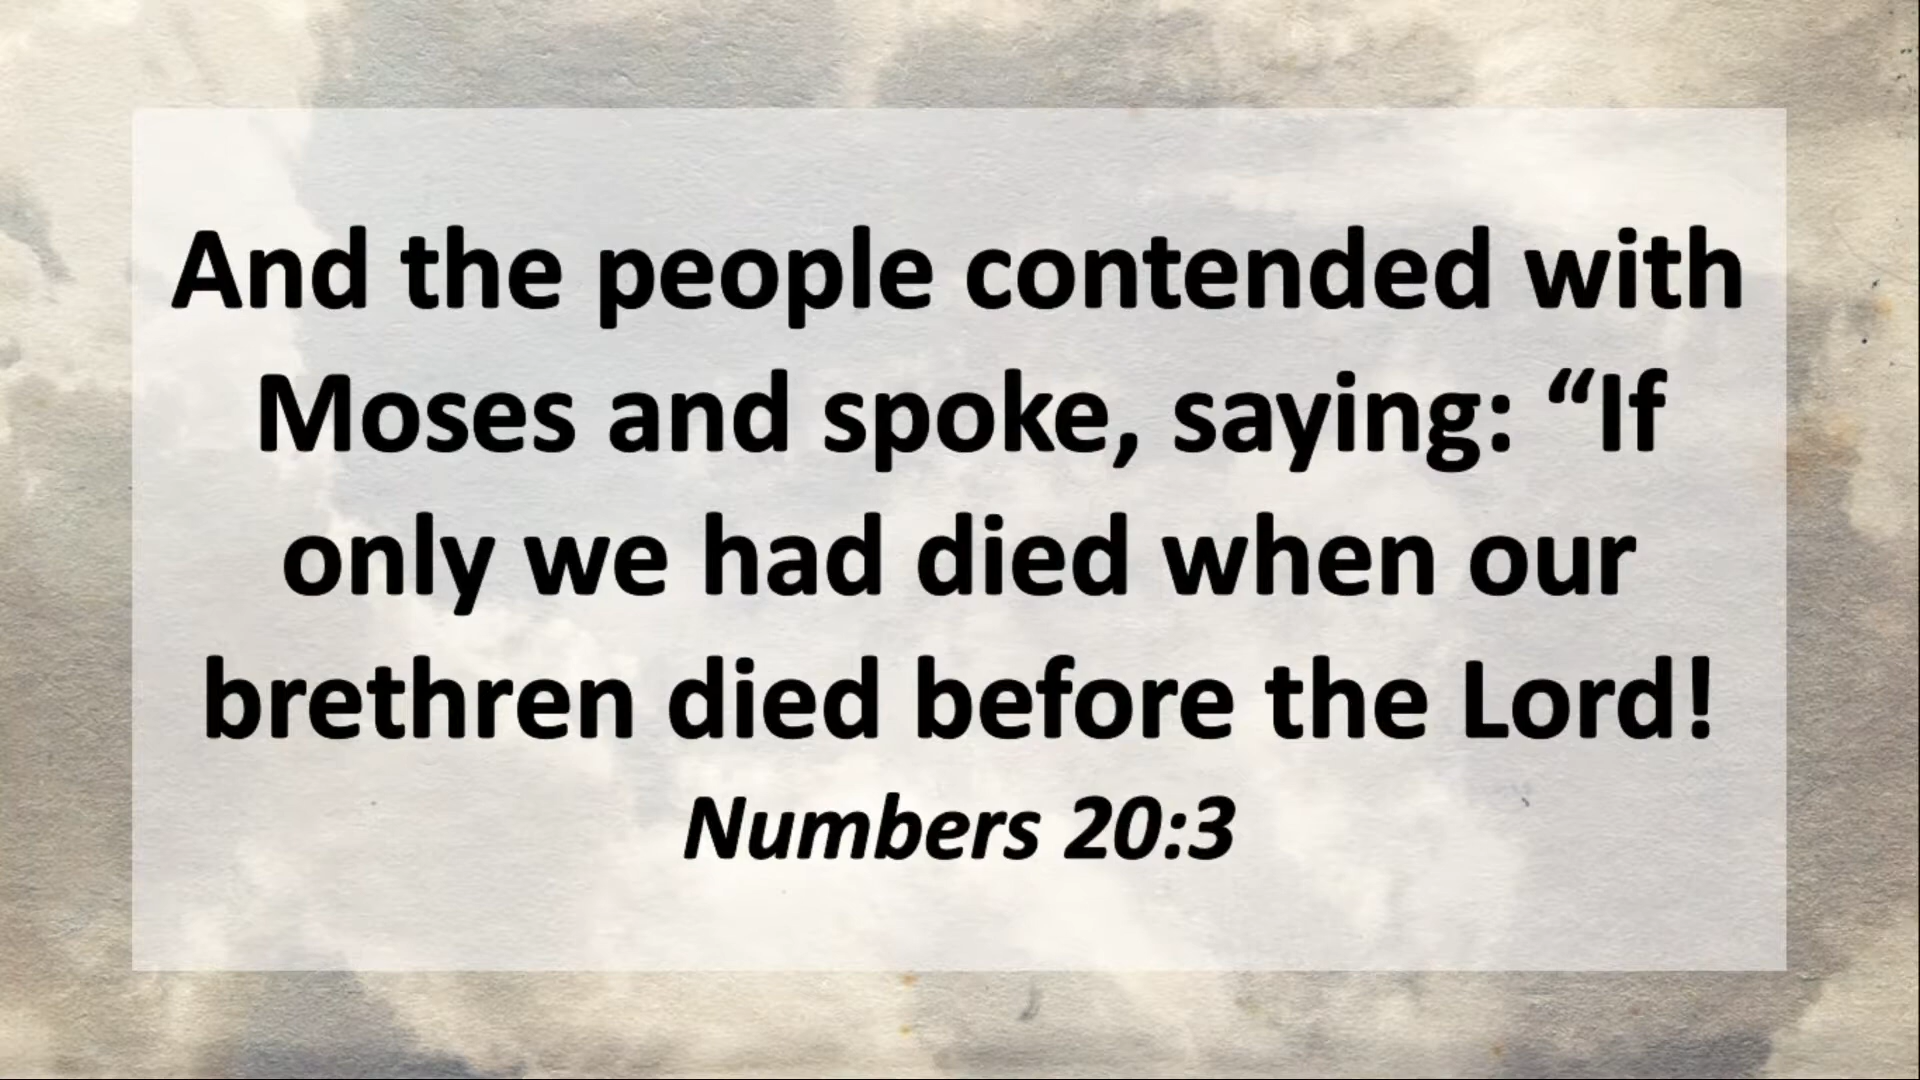 And the people contended with
Moses and spoke, saying: “If
only we had died when our
brethren died before the Lord!
Numbers 20:3